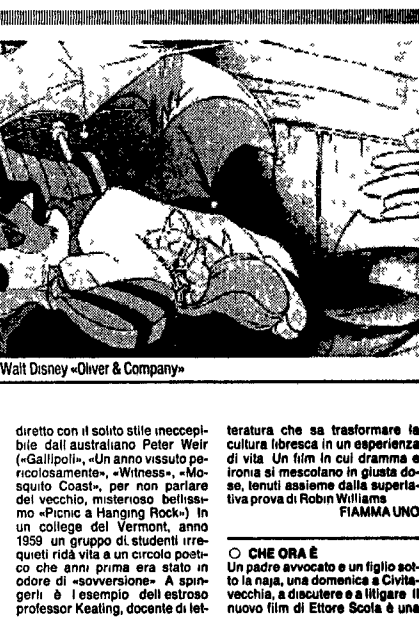 Walt Disney «Oliver & Company»
diretto con il solito stile ineccepi-
bile dall australiano Peter Weir
(«Gallipoli», «Un anno vissuto pe-
ricolosamente», «Witness», «Mo-
squito Coast», per non parlare
del vecchio, misterioso bellissi-
mo «Picnic a Hanging Rock») In
un college del Vermont, anno
1959 un gruppo di studenti irre-
quieti ridà vita a un circolo poeti-
co che anni prima era stato in
odore di «sovversione» A spin-
gerli è l esempio dell estroso
professor Keating, docente di let-
teratura che sa trasformare la
cultura libresca in un esperienza
di vita Un film in cui dramma e
ironia si mescolano in giusta do-
se, tenuti assieme dalla superla-
tiva prova di Robin Williams
FIAMMA UNO
○ CHE ORA È
Un padre avvocato e un figlio sot-
to la naja, una domenica a Civita-
vecchia, a discutere e a litigare Il
nuovo film di Ettore Scola è una